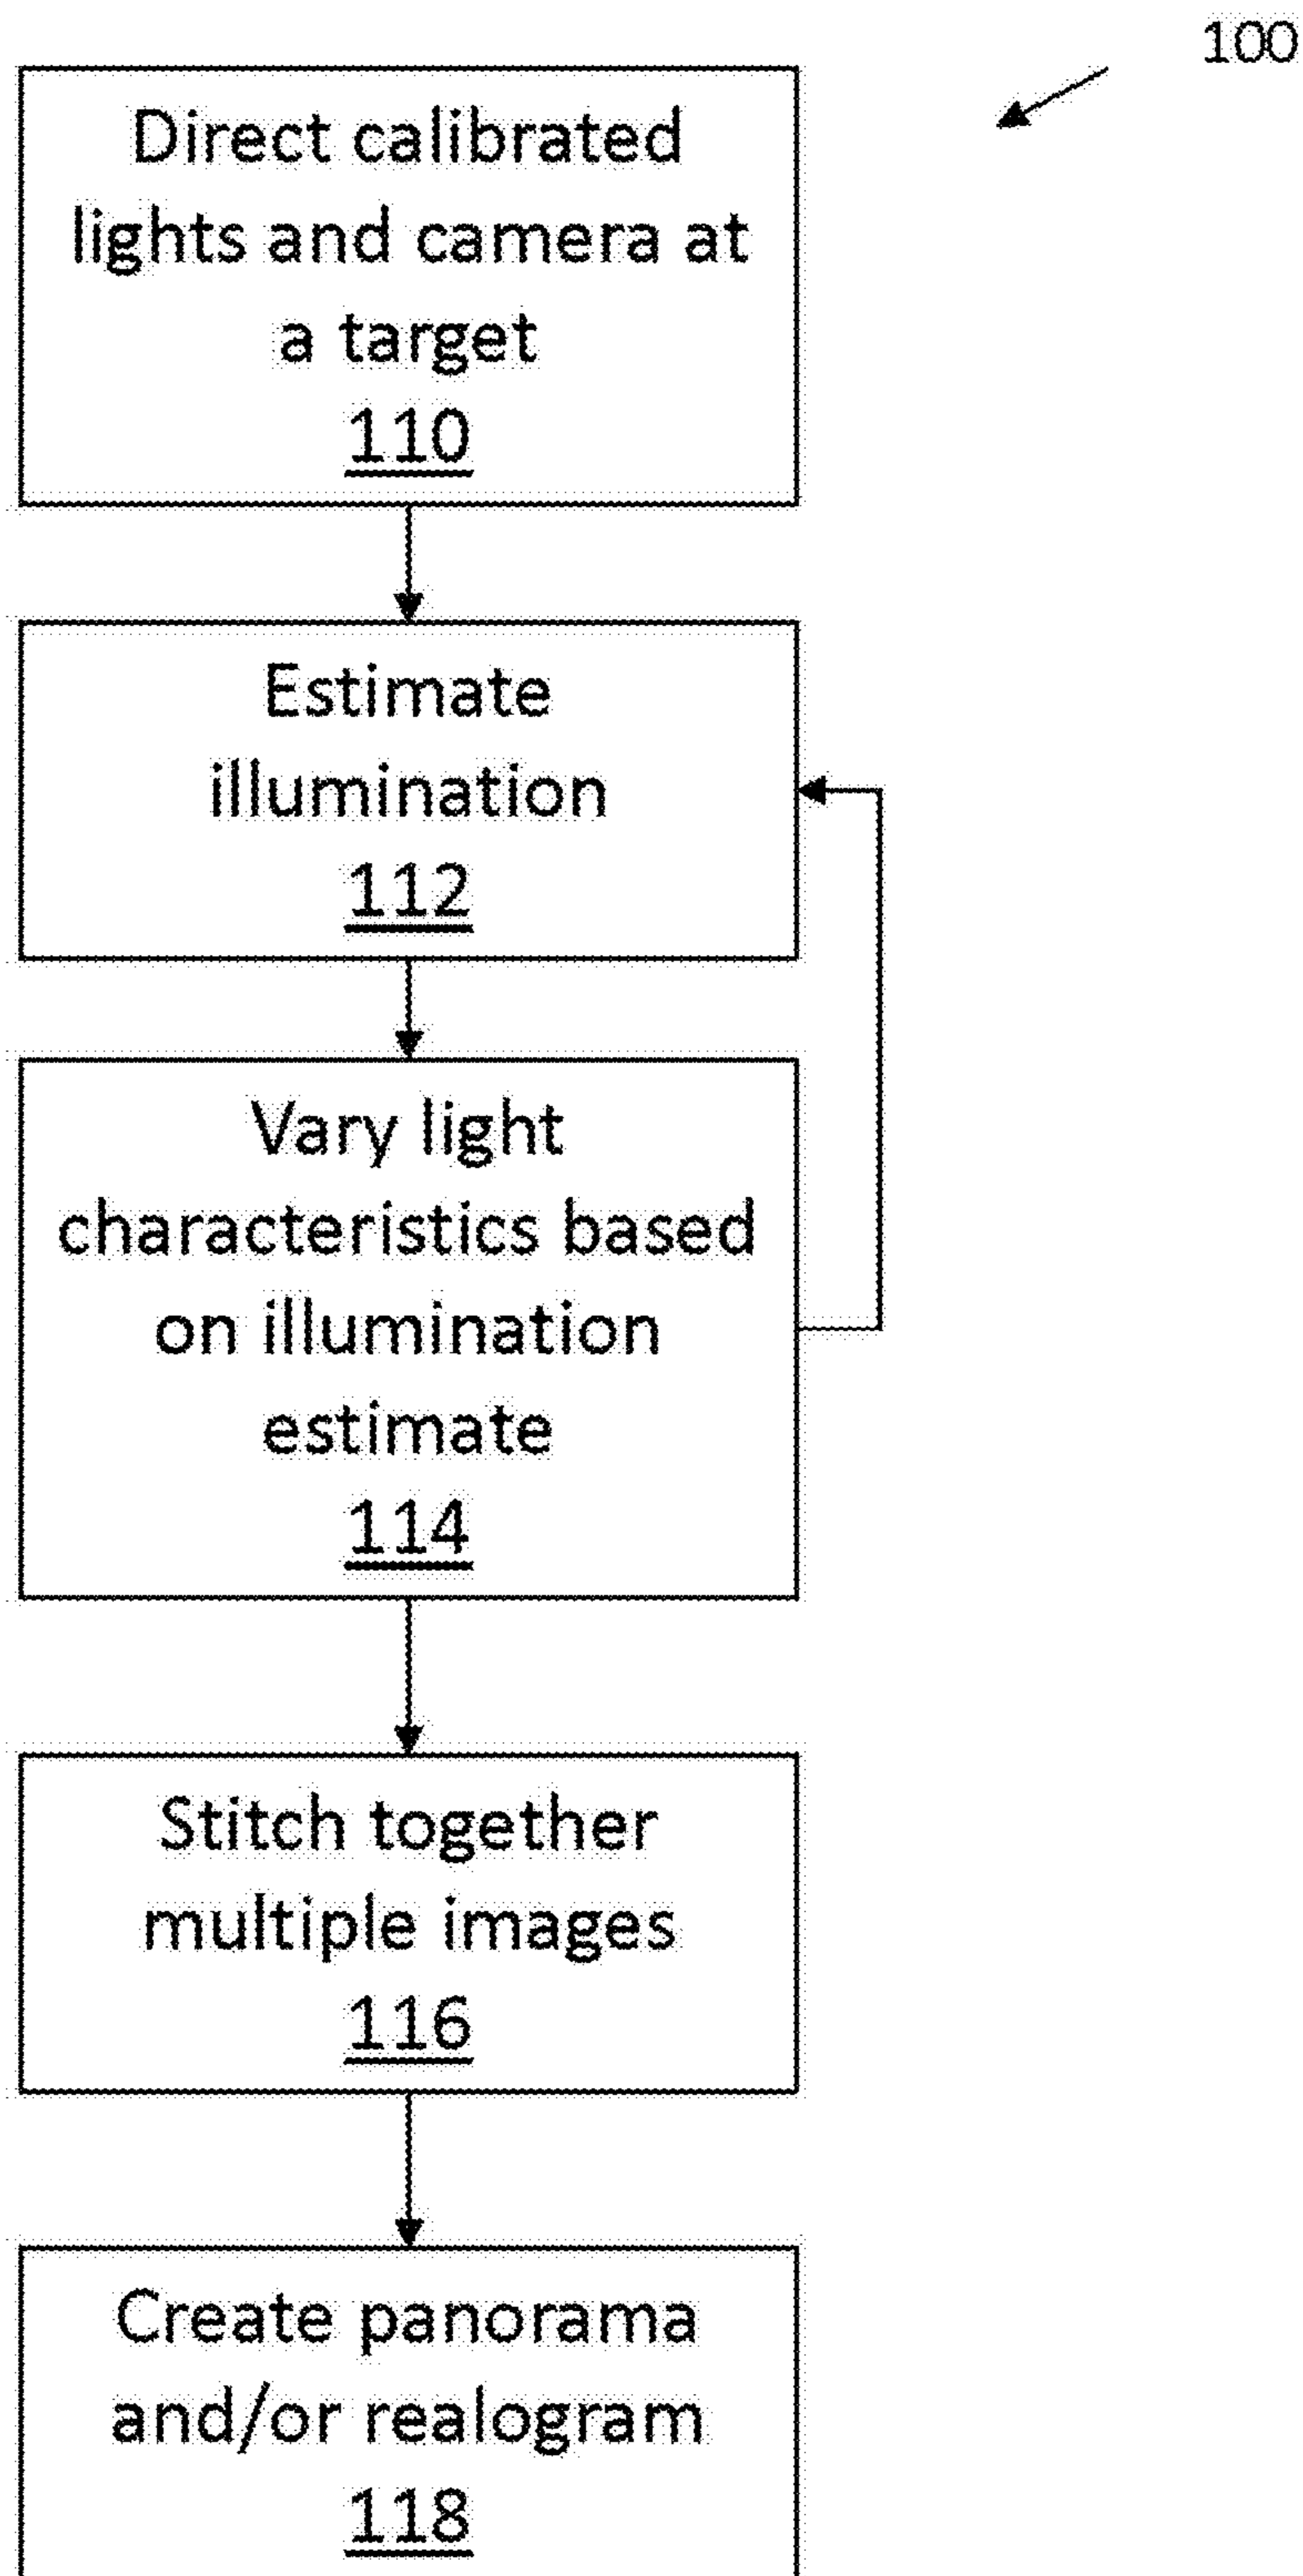 100
Direct calibrated
lights and camera at
a target
110
Estimate
illumination
112
Vary light
characteristics based
on illumination
estimate
114
Stitch together
multiple images
116
Create panorama
and/or realogram
118